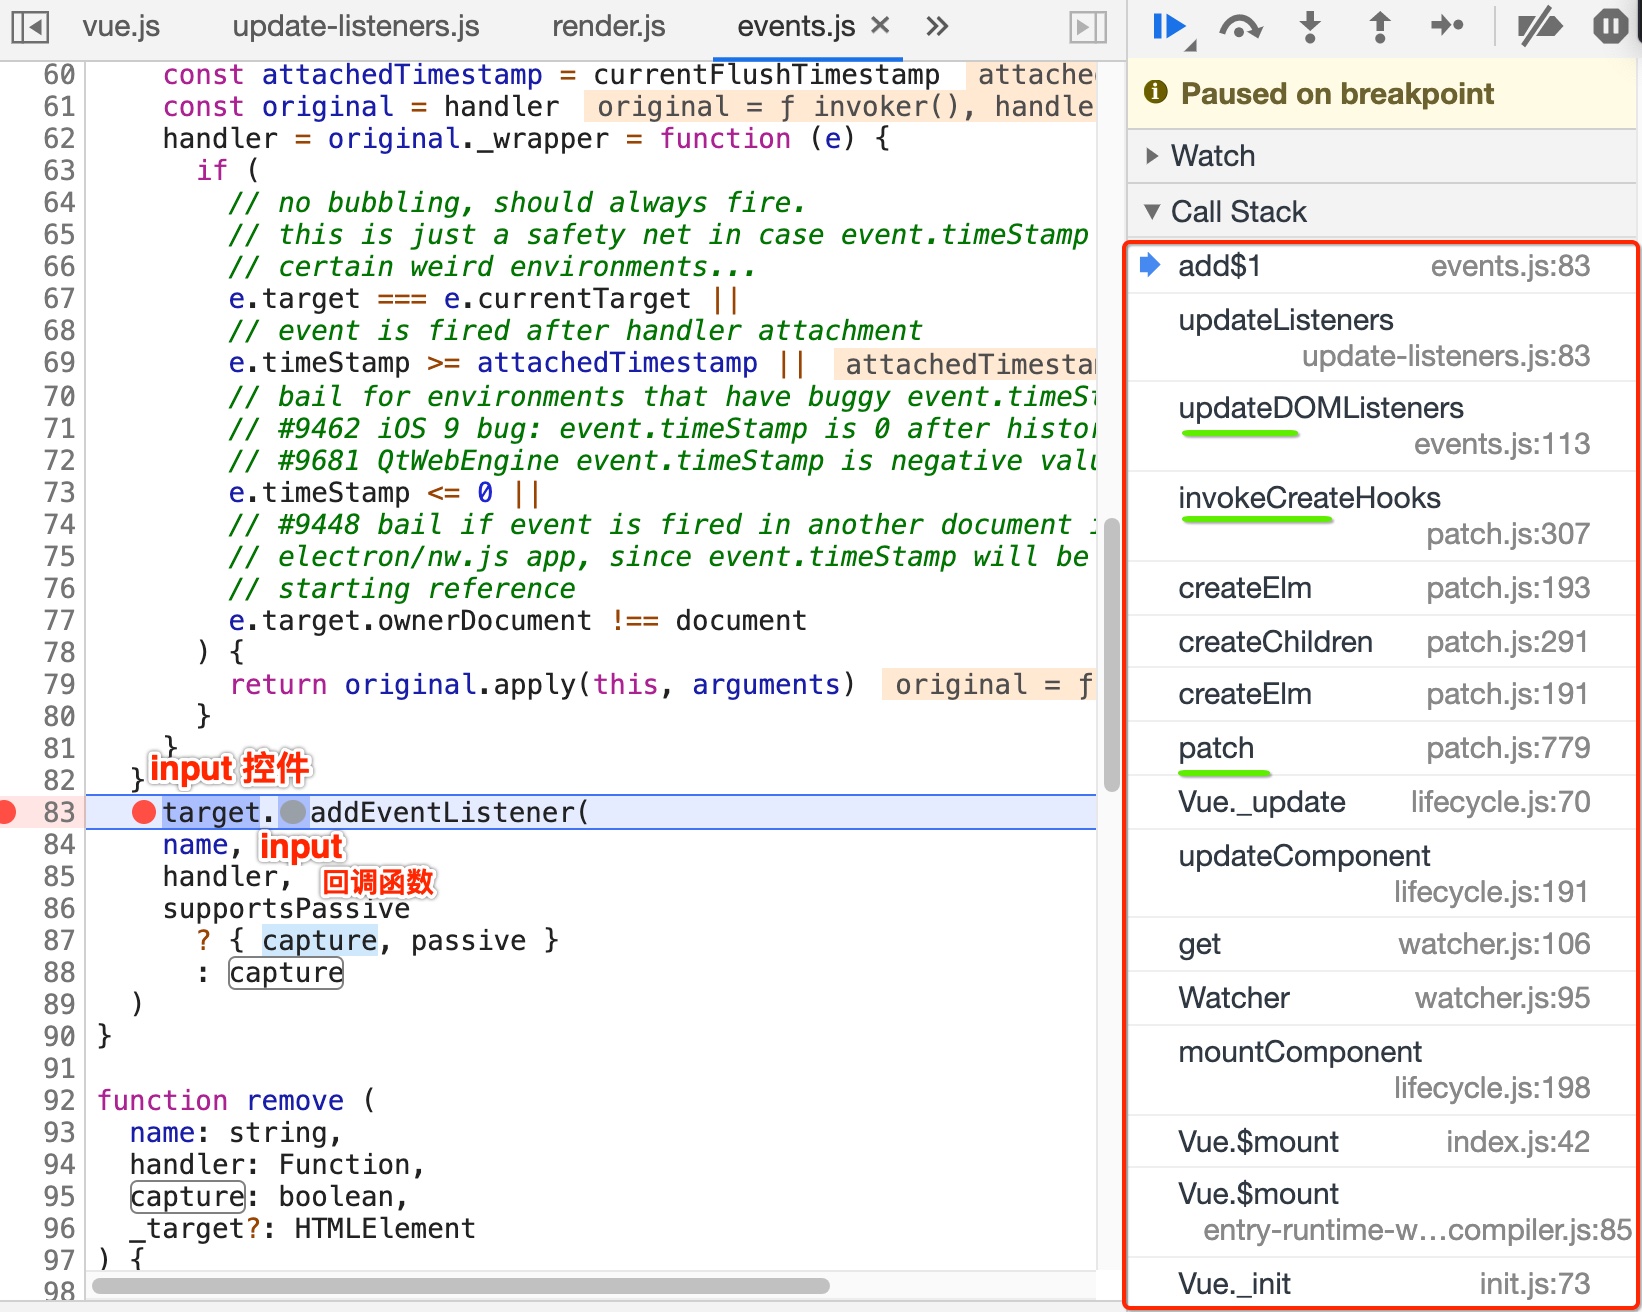 vue.js update-listeners.js render.js events.js × »
60 const attachedTimestamp = currentFlushTimestamp attache
61 const original = handler original = ƒ invoker(), handle
62 handler = original._wrapper = function (e) {
63 if (
64 // no bubbling, should always fire.
65 // this is just a safety net in case event.timeStamp
66 // certain weird environments...
67 e.target === e.currentTarget ||
68 // event is fired after handler attachment
69 e.timeStamp >= attachedTimestamp || attachedTimesta
70 // bail for environments that have buggy event.timeSt
71 // #9462 iOS 9 bug: event.timeStamp is 0 after histor
72 // #9681 QtWebEngine event.timeStamp is negative valu
73 e.timeStamp <= 0 ||
74 // #9448 bail if event is fired in another document i
75 // electron/nw.js app, since event.timeStamp will be
76 // starting reference
77 e.target.ownerDocument !== document
78 ) {
79 return original.apply(this, arguments) original = ƒ
80 }
81 }
input 控件
82 }
83 target.addEventListener(
84 name, input
85 handler, 回调函数
86 supportsPassive
87 ? { capture, passive }
88 : capture
89 )
90 }
91
92 function remove (
93 name: string,
94 handler: Function,
95 capture: boolean,
96 _target?: HTMLElement
97 ) {
98
Paused on breakpoint
Watch
Call Stack
add$1 events.js:83
updateListeners
update-listeners.js:83
updateDOMListeners
events.js:113
invokeCreateHooks
patch.js:307
createElm patch.js:193
createChildren patch.js:291
createElm patch.js:191
patch patch.js:779
Vue._update lifecycle.js:70
updateComponent
lifecycle.js:191
get watcher.js:106
Watcher watcher.js:95
mountComponent
lifecycle.js:198
Vue.$mount index.js:42
Vue.$mount
entry-runtime-w…compiler.js:85
Vue._init init.js:73